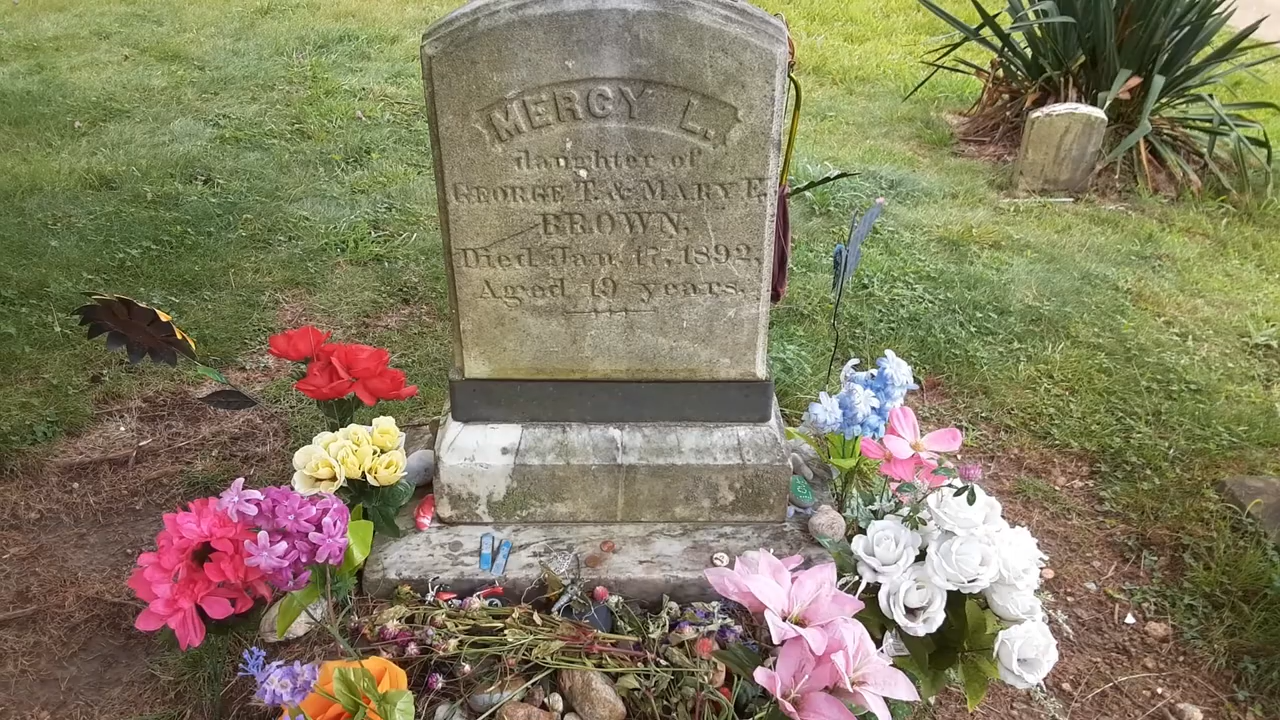 MERCY L.
daughter of
GEORGE T. & MARY E.
BROWN,
Died Jan. 17, 1892,
Aged 19 years.